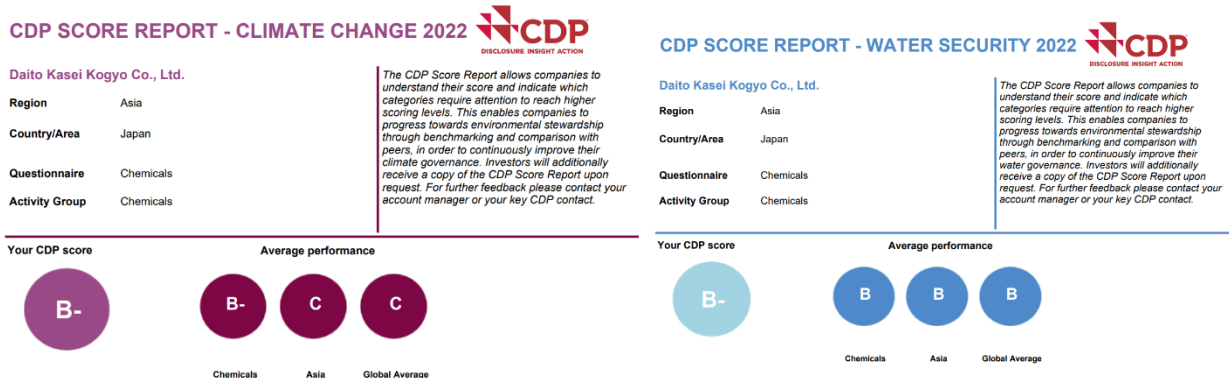 CDP SCORE REPORT - CLIMATE CHANGE 2022
CDP
DISCLOSURE INSIGHT ACTION
Daito Kasei Kogyo Co., Ltd.
Region Asia
Country/Area Japan
Questionnaire Chemicals
Activity Group Chemicals
The CDP Score Report allows companies to
understand their score and indicate which
categories require attention to reach higher
scoring levels. This enables companies to
progress towards environmental stewardship
through benchmarking and comparison with
peers, in order to continuously improve their
climate governance. Investors will additionally
receive a copy of the CDP Score Report upon
request. For further feedback please contact your
account manager or your key CDP contact.
Your CDP score
Average performance
B-
B- C C
Chemicals Asia Global Average
CDP SCORE REPORT - WATER SECURITY 2022
CDP
DISCLOSURE INSIGHT ACTION
Daito Kasei Kogyo Co., Ltd.
Region Asia
Country/Area Japan
Questionnaire Chemicals
Activity Group Chemicals
The CDP Score Report allows companies to
understand their score and indicate which
categories require attention to reach higher
scoring levels. This enables companies to
progress towards environmental stewardship
through benchmarking and comparison with
peers, in order to continuously improve their
water governance. Investors will additionally
receive a copy of the CDP Score Report upon
request. For further feedback please contact your
account manager or your key CDP contact.
Your CDP score
Average performance
B-
B B B
Chemicals Asia Global Average